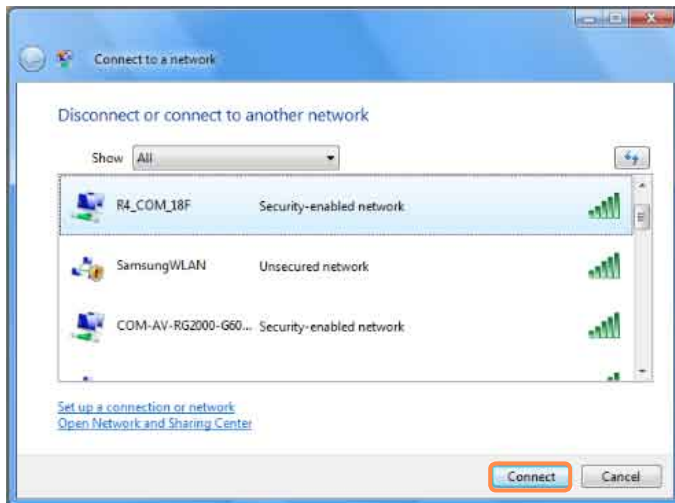 Connect to a network
Disconnect or connect to another network
Show All
R4_COM_18F Security-enabled network
SamsungWLAN Unsecured network
COM-AV-RG2000-G60... Security-enabled network
Set up a connection or network
Open Network and Sharing Center
Connect Cancel